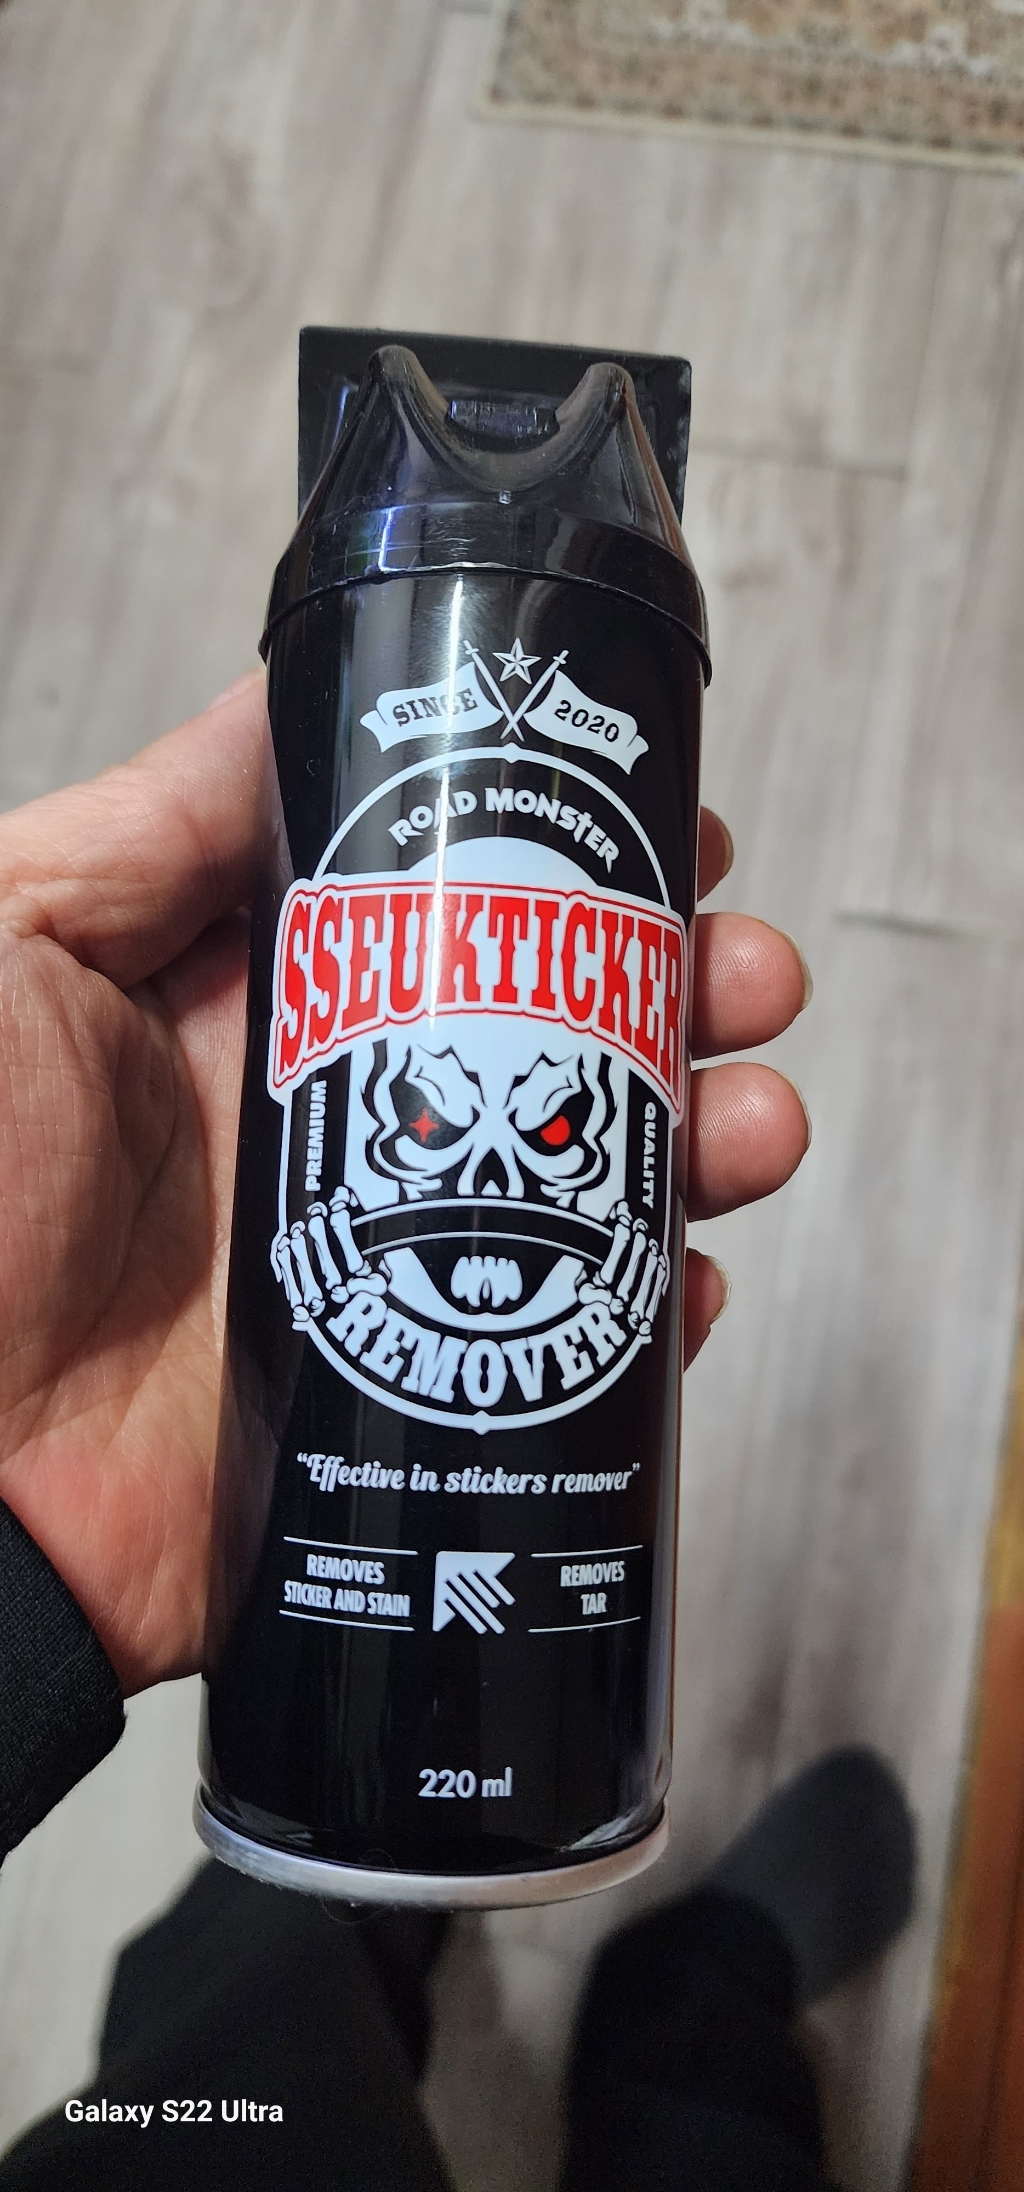 SINCE 2020
ROAD MONSTER
SSEUKTICKER
PREMIUM
QUALITY
REMOVER
“Effective in stickers remover”
REMOVES
STICKER AND STAIN
REMOVES
TAR
220 ml
Galaxy S22 Ultra